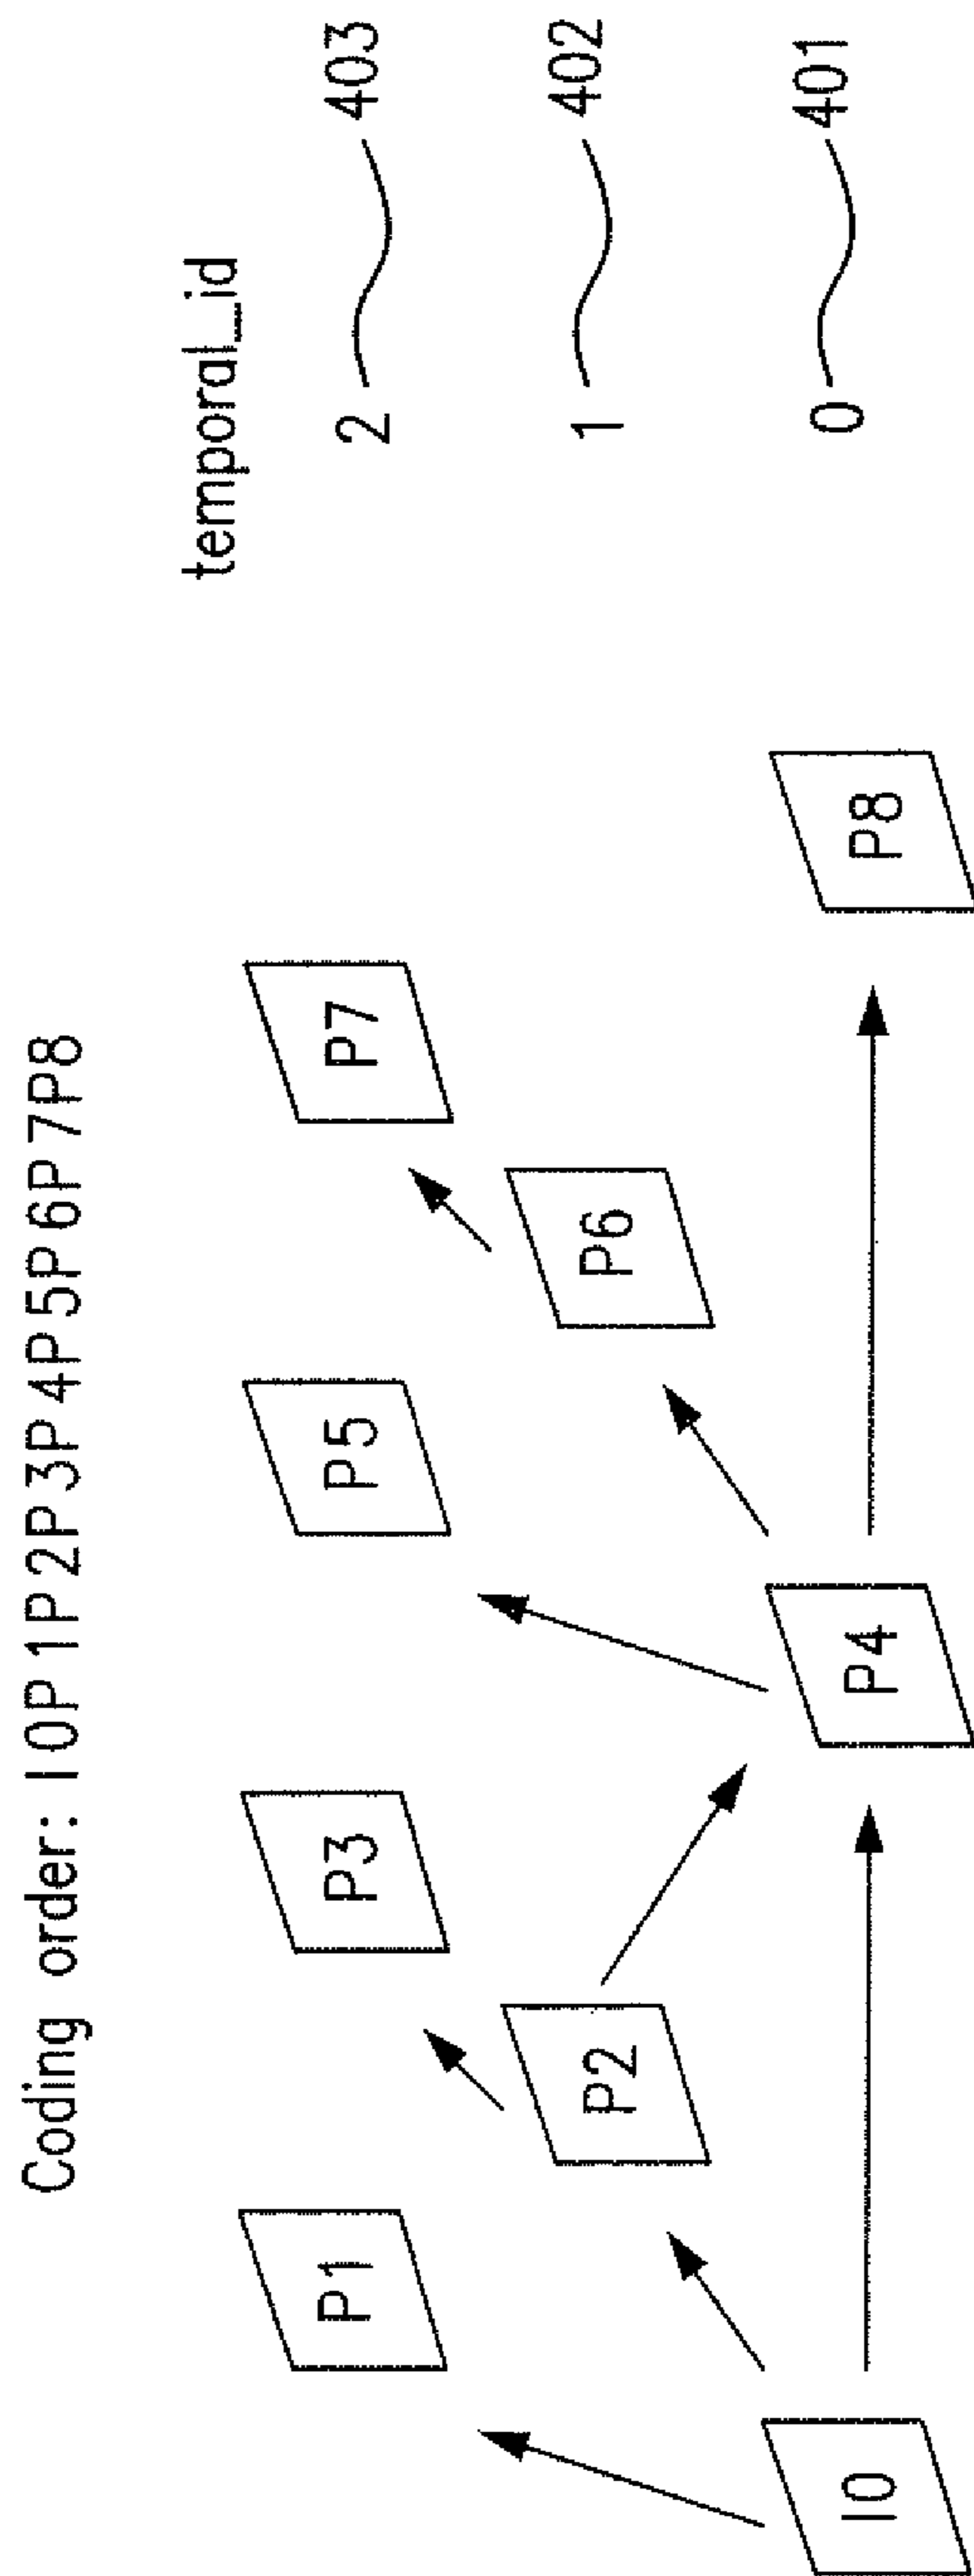 Coding order: I0P1P2P3P4P5P6P7P8
temporal_id
P1 P3 P5 P7 2 403
P2 P6 1 402
I0 P4 P8 0 401